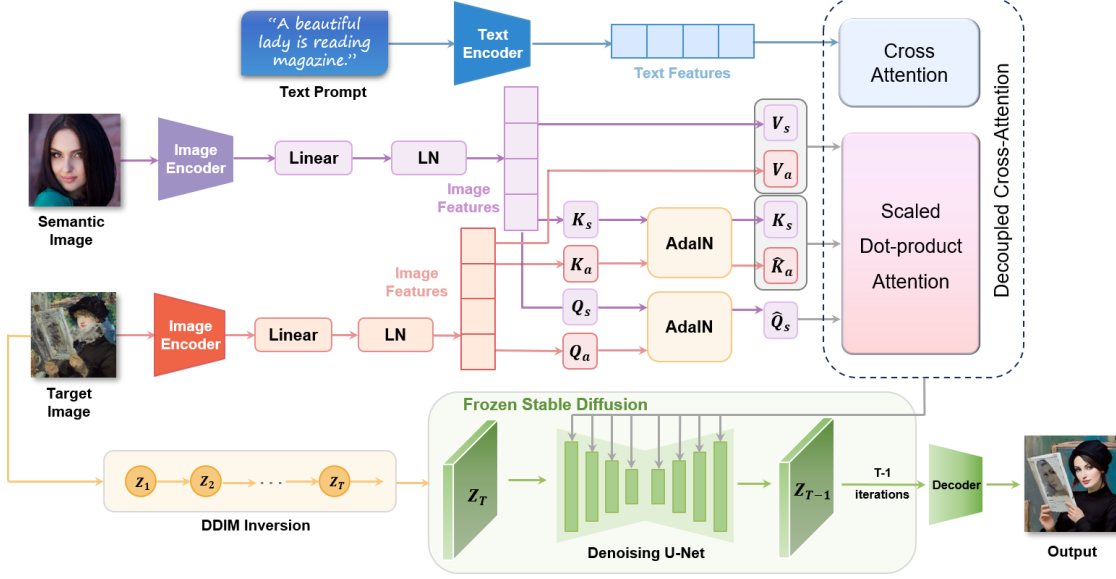 “A beautiful
lady is reading
magazine.”
Text Prompt
Text
Encoder
Text Features
Cross
Attention
Semantic
Image
Image
Encoder
Linear
LN
Image
Features
V_s
V_a
K_s
K_a
AdaIN
K_s
K̂_a
Q_s
Q_a
AdaIN
Q̂_s
Scaled
Dot-product
Attention
Decoupled Cross-Attention
Target
Image
Image
Encoder
Linear
LN
Image
Features
Z_1
Z_2
. . .
Z_T
DDIM Inversion
Frozen Stable Diffusion
Z_T
Denoising U-Net
Z_{T-1}
T-1
iterations
Decoder
Output